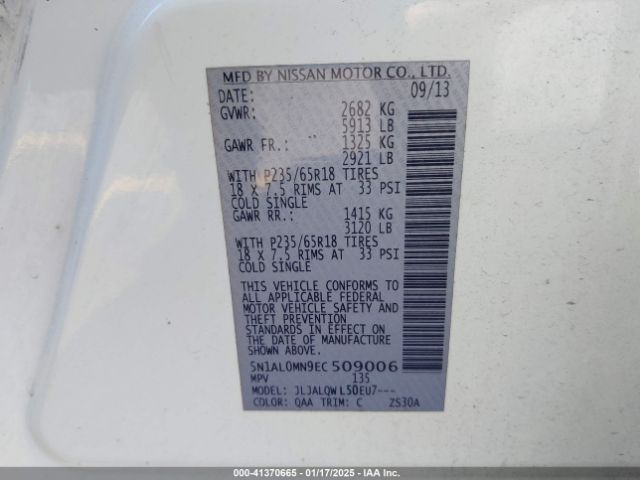 MFD BY NISSAN MOTOR CO., LTD.
DATE: 09/13
GVWR: 2682 KG
5913 LB
GAWR FR.: 1325 KG
2921 LB
WITH P235/65R18 TIRES
18 X 7.5 RIMS AT 33 PSI
COLD SINGLE
GAWR RR.: 1415 KG
3120 LB
WITH P235/65R18 TIRES
18 X 7.5 RIMS AT 33 PSI
COLD SINGLE
THIS VEHICLE CONFORMS TO
ALL APPLICABLE FEDERAL
MOTOR VEHICLE SAFETY AND
THEFT PREVENTION
STANDARDS IN EFFECT ON
THE DATE OF MANUFACTURE
SHOWN ABOVE.
5N1AL0MN9EC509006
MPV 135
MODEL: JLJALQWL50EU7---
COLOR: QAA TRIM: C ZS30A
000-41370665 - 01/17/2025 - IAA Inc.